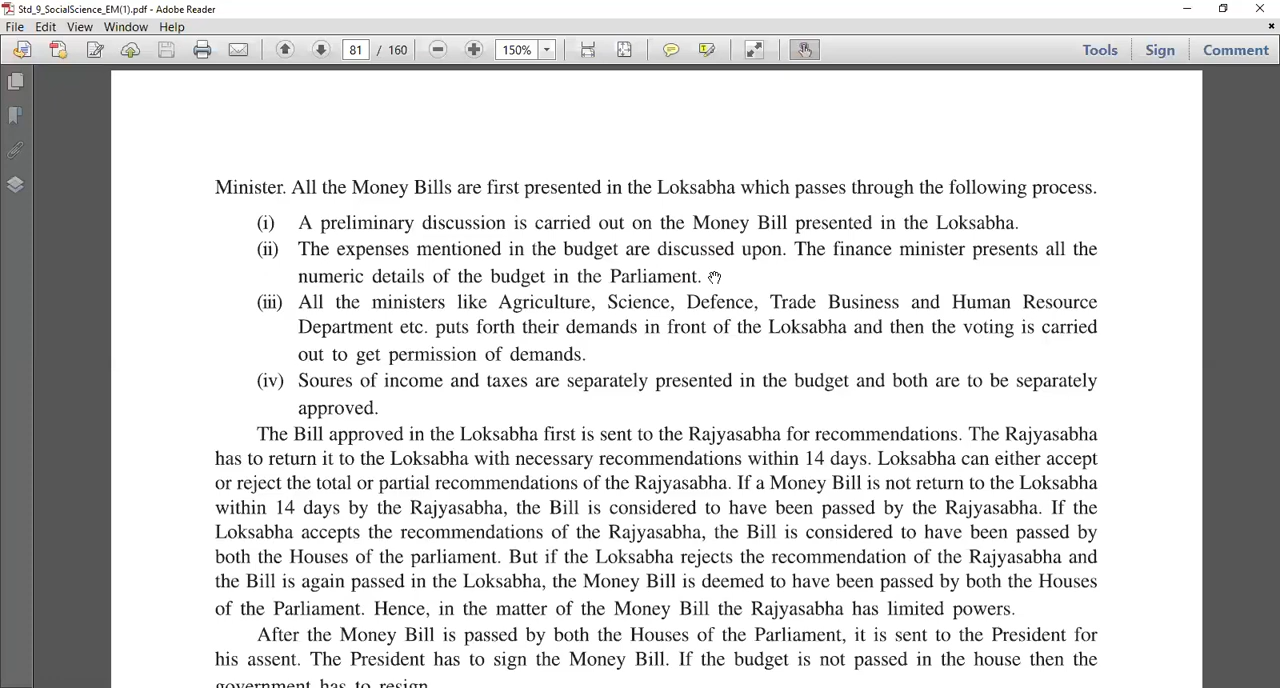 Std_9_SocialScience_EM(1).pdf - Adobe Reader
File Edit View Window Help
81 / 160 150% Tools Sign Comment
Minister. All the Money Bills are first presented in the Loksabha which passes through the following process.
(i) A preliminary discussion is carried out on the Money Bill presented in the Loksabha.
(ii) The expenses mentioned in the budget are discussed upon. The finance minister presents all the
numeric details of the budget in the Parliament.
(iii) All the ministers like Agriculture, Science, Defence, Trade Business and Human Resource
Department etc. puts forth their demands in front of the Loksabha and then the voting is carried
out to get permission of demands.
(iv) Soures of income and taxes are separately presented in the budget and both are to be separately
approved.
The Bill approved in the Loksabha first is sent to the Rajyasabha for recommendations. The Rajyasabha
has to return it to the Loksabha with necessary recommendations within 14 days. Loksabha can either accept
or reject the total or partial recommendations of the Rajyasabha. If a Money Bill is not return to the Loksabha
within 14 days by the Rajyasabha, the Bill is considered to have been passed by the Rajyasabha. If the
Loksabha accepts the recommendations of the Rajyasabha, the Bill is considered to have been passed by
both the Houses of the parliament. But if the Loksabha rejects the recommendation of the Rajyasabha and
the Bill is again passed in the Loksabha, the Money Bill is deemed to have been passed by both the Houses
of the Parliament. Hence, in the matter of the Money Bill the Rajyasabha has limited powers.
After the Money Bill is passed by both the Houses of the Parliament, it is sent to the President for
his assent. The President has to sign the Money Bill. If the budget is not passed in the house then the
government has to resign.